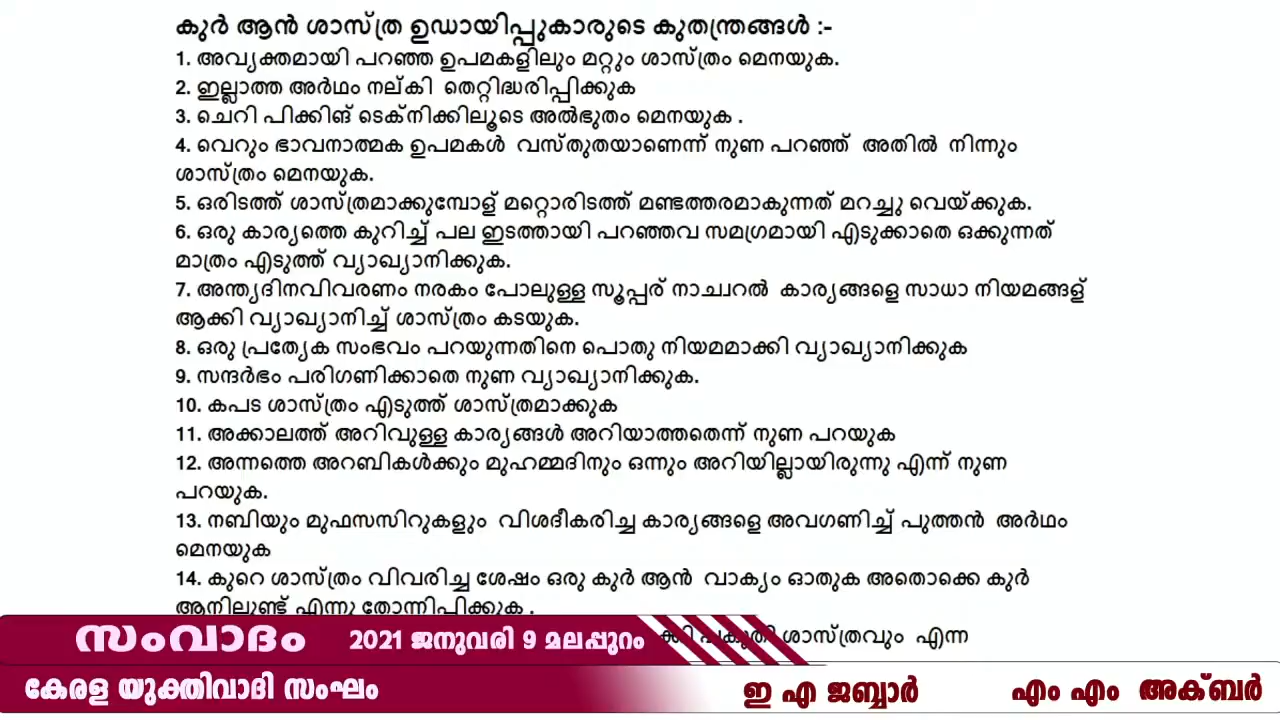 കുർ ആൻ ശാസ്ത്ര ഉഡായിപ്പുകാരുടെ കുതന്ത്രങ്ങൾ :-
1. അവ്യക്തമായി പറഞ്ഞ ഉപമകളിലും മറ്റും ശാസ്ത്രം മെനയുക.
2. ഇല്ലാത്ത അർഥം നല്കി തെറ്റിദ്ധരിപ്പിക്കുക
3. ചെറി പിക്കിങ് ടെക്നിക്കിലൂടെ അൽഭുതം മെനയുക .
4. വെറും ഭാവനാത്മക ഉപമകൾ വസ്തുതയാണെന്ന് നുണ പറഞ്ഞ് അതിൽ നിന്നും
ശാസ്ത്രം മെനയുക.
5. ഒരിടത്ത് ശാസ്ത്രമാക്കുമ്പോള് മറ്റൊരിടത്ത് മണ്ടത്തരമാകുന്നത് മറച്ചു വെയ്ക്കുക.
6. ഒരു കാര്യത്തെ കുറിച്ച് പല ഇടത്തായി പറഞ്ഞവ സമഗ്രമായി എടുക്കാതെ ഒക്കുന്നത്
മാത്രം എടുത്ത് വ്യാഖ്യാനിക്കുക.
7. അന്ത്യദിനവിവരണം നരകം പോലുള്ള സൂപ്പര് നാച്വറൽ കാര്യങ്ങളെ സാധാ നിയമങ്ങള്
ആക്കി വ്യാഖ്യാനിച്ച് ശാസ്ത്രം കടയുക.
8. ഒരു പ്രത്യേക സംഭവം പറയുന്നതിനെ പൊതു നിയമമാക്കി വ്യാഖ്യാനിക്കുക
9. സന്ദർഭം പരിഗണിക്കാതെ നുണ വ്യാഖ്യാനിക്കുക.
10. കപട ശാസ്ത്രം എടുത്ത് ശാസ്ത്രമാക്കുക
11. അക്കാലത്ത് അറിവുള്ള കാര്യങ്ങൾ അറിയാത്തതെന്ന് നുണ പറയുക
12. അന്നത്തെ അറബികൾക്കും മുഹമ്മദിനും ഒന്നും അറിയില്ലായിരുന്നു എന്ന് നുണ
പറയുക.
13. നബിയും മുഫസസിറുകളും വിശദീകരിച്ച കാര്യങ്ങളെ അവഗണിച്ച് പുത്തൻ അർഥം
മെനയുക
14. കുറെ ശാസ്ത്രം വിവരിച്ച ശേഷം ഒരു കുർ ആൻ വാക്യം ഓതുക അതൊക്കെ കുർ
ആനിലുണ്ട് എന്നു തോന്നിപ്പിക്കുക .
ശാസ്ത്രവും എന്ന
സംവാദം 2021 ജനുവരി 9 മലപ്പുറം
കേരള യുക്തിവാദി സംഘം
ഇ എ ജബ്ബാർ
എം എം അക്ബർ